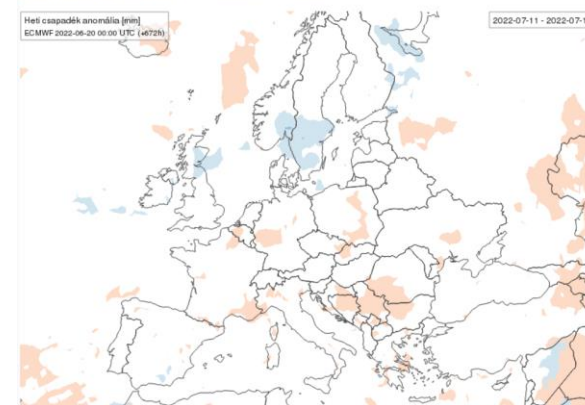 Heti csapadék anomália [mm]
ECMWF 2022-06-20 00:00 UTC (+672h)
2022-07-11 - 2022-07-1